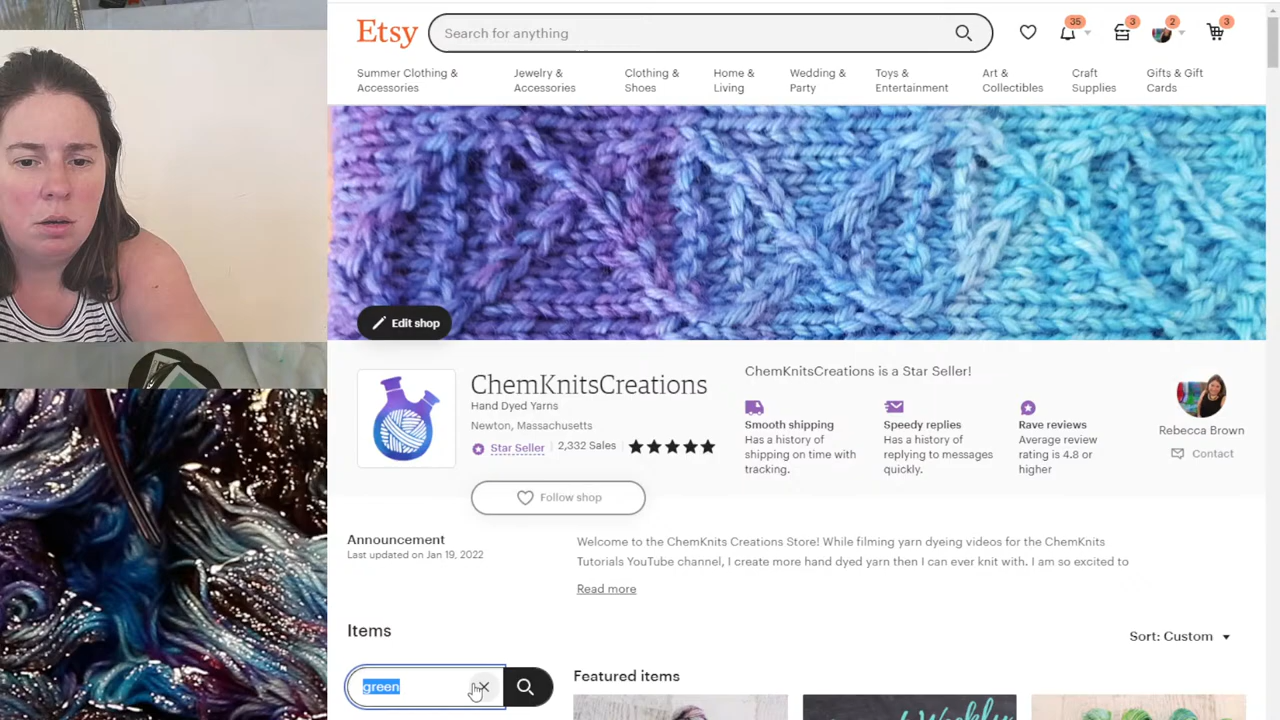 Etsy
Search for anything
35
3
2
3
Summer Clothing & Accessories
Jewelry & Accessories
Clothing & Shoes
Home & Living
Wedding & Party
Toys & Entertainment
Art & Collectibles
Craft Supplies
Gifts & Gift Cards
Edit shop
ChemKnitsCreations
Hand Dyed Yarns
Newton, Massachusetts
Star Seller
2,332 Sales
Follow shop
ChemKnitsCreations is a Star Seller!
Smooth shipping
Has a history of
shipping on time with
tracking.
Speedy replies
Has a history of
replying to messages
quickly.
Rave reviews
Average review
rating is 4.8 or
higher
Rebecca Brown
Contact
Announcement
Last updated on Jan 19, 2022
Welcome to the ChemKnits Creations Store! While filming yarn dyeing videos for the ChemKnits
Tutorials YouTube channel, I create more hand dyed yarn then I can ever knit with. I am so excited to
Read more
Items
Sort: Custom
green
Featured items